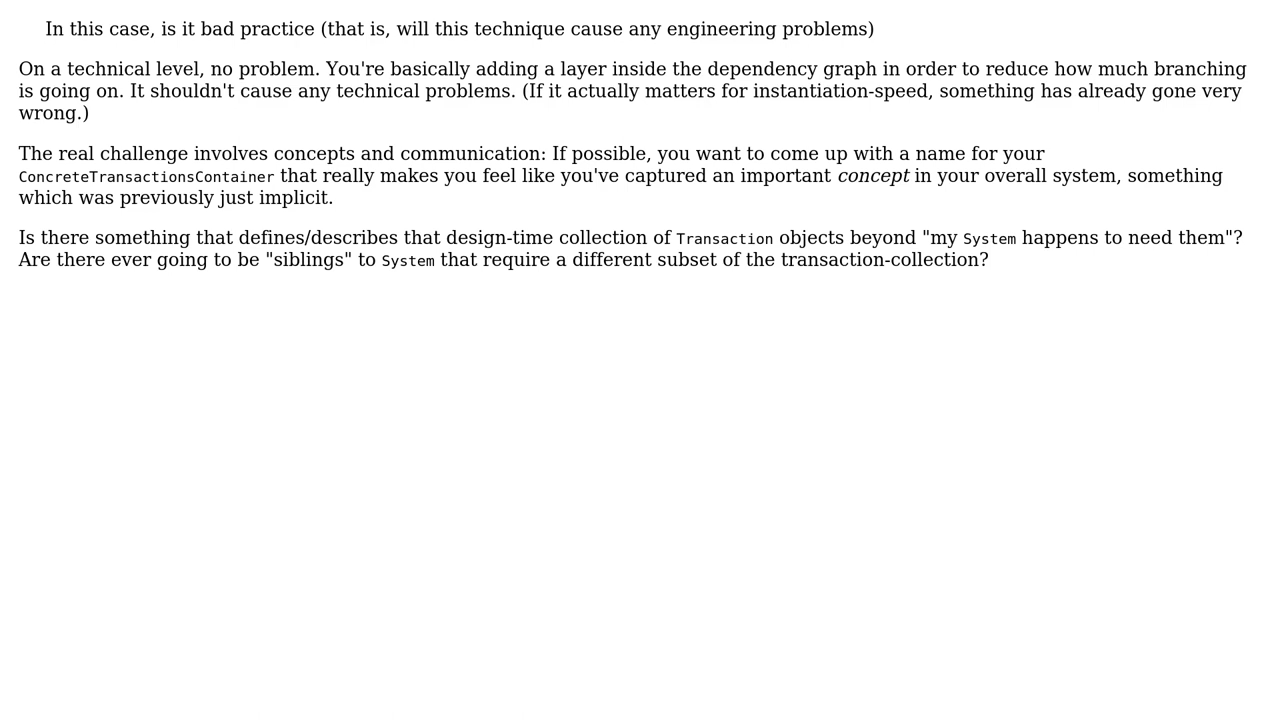 In this case, is it bad practice (that is, will this technique cause any engineering problems)
On a technical level, no problem. You're basically adding a layer inside the dependency graph in order to reduce how much branching
is going on. It shouldn't cause any technical problems. (If it actually matters for instantiation-speed, something has already gone very
wrong.)
The real challenge involves concepts and communication: If possible, you want to come up with a name for your
ConcreteTransactionsContainer that really makes you feel like you've captured an important concept in your overall system, something
which was previously just implicit.
Is there something that defines/describes that design-time collection of Transaction objects beyond "my System happens to need them"?
Are there ever going to be "siblings" to System that require a different subset of the transaction-collection?